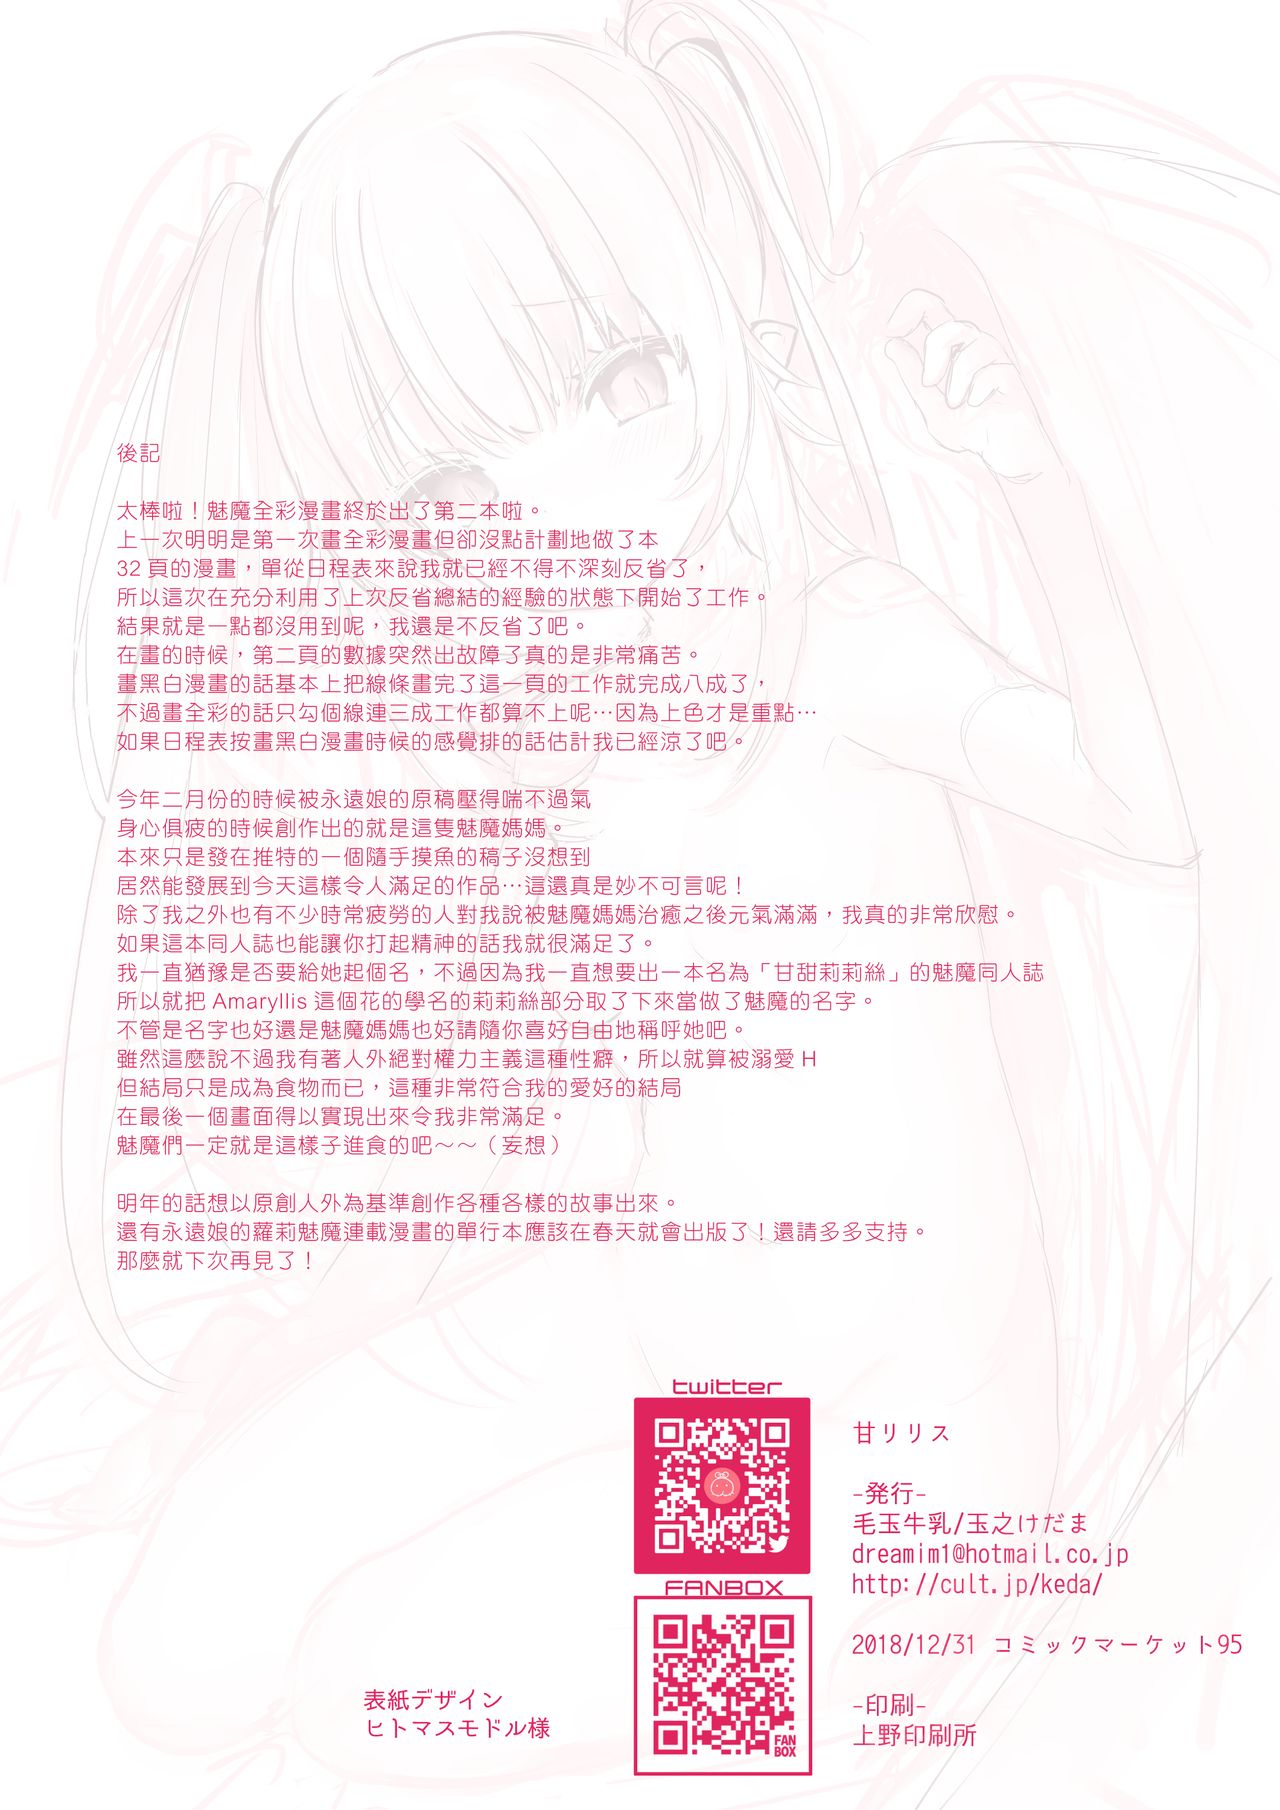 後記
太棒啦！魅魔全彩漫畫終於出了第二本啦。
上一次明明是第一次畫全彩漫畫但卻沒點計劃地做了本
32 頁的漫畫，單從日程表來說我就已經不得不深刻反省了，
所以這次在充分利用了上次反省總結的經驗的狀態下開始了工作。
結果就是一點都沒用到呢，我還是不反省了吧。
在畫的時候，第二頁的數據突然出故障了真的是非常痛苦。
畫黑白漫畫的話基本上把線條畫完了這一頁的工作就完成八成了，
不過畫全彩的話只勾個線連三成工作都算不上呢…因為上色才是重點…
如果日程表按畫黑白漫畫時候的感覺排的話估計我已經涼了吧。
今年二月份的時候被永遠娘的原稿壓得喘不過氣
身心俱疲的時候創作出的就是這隻魅魔媽媽。
本來只是發在推特的一個隨手摸魚的稿子沒想到
居然能發展到今天這樣令人滿足的作品…這還真是妙不可言呢！
除了我之外也有不少時常疲勞的人對我說被魅魔媽媽治癒之後元氣滿滿，我真的非常欣慰。
如果這本同人誌也能讓你打起精神的話我就很滿足了。
我一直猶豫是否要給她起個名，不過因為我一直想要出一本名為「甘甜莉莉絲」的魅魔同人誌
所以就把 Amaryllis 這個花的學名的莉莉絲部分取了下來當做了魅魔的名字。
不管是名字也好還是魅魔媽媽也好請隨你喜好自由地稱呼她吧。
雖然這麼說不過我有著人外絕對權力主義這種性癖，所以就算被溺愛 H
但結局只是成為食物而已，這種非常符合我的愛好的結局
在最後一個畫面得以實現出來令我非常滿足。
魅魔們一定就是這樣子進食的吧～～（妄想）
明年的話想以原創人外為基準創作各種各樣的故事出來。
還有永遠娘的蘿莉魅魔連載漫畫的單行本應該在春天就會出版了！還請多多支持。
那麼就下次再見了！
twitter
FANBOX
FAN
BOX
表紙デザイン
ヒトマスモドル様
甘リリス
-発行-
毛玉牛乳/玉之けだま
dreamim1@hotmail.co.jp
http://cult.jp/keda/
2018/12/31 コミックマーケット95
-印刷-
上野印刷所